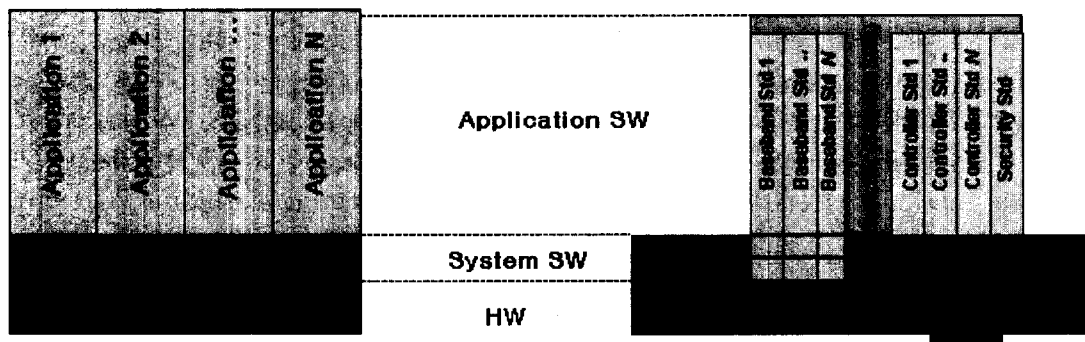 Application 1
Application 2
Application ...
Application N
Application SW
System SW
HW
Baseband Std 1
Baseband Std ..
Baseband Std N
Controller Std 1
Controller Std ..
Controller Std N
Security Std